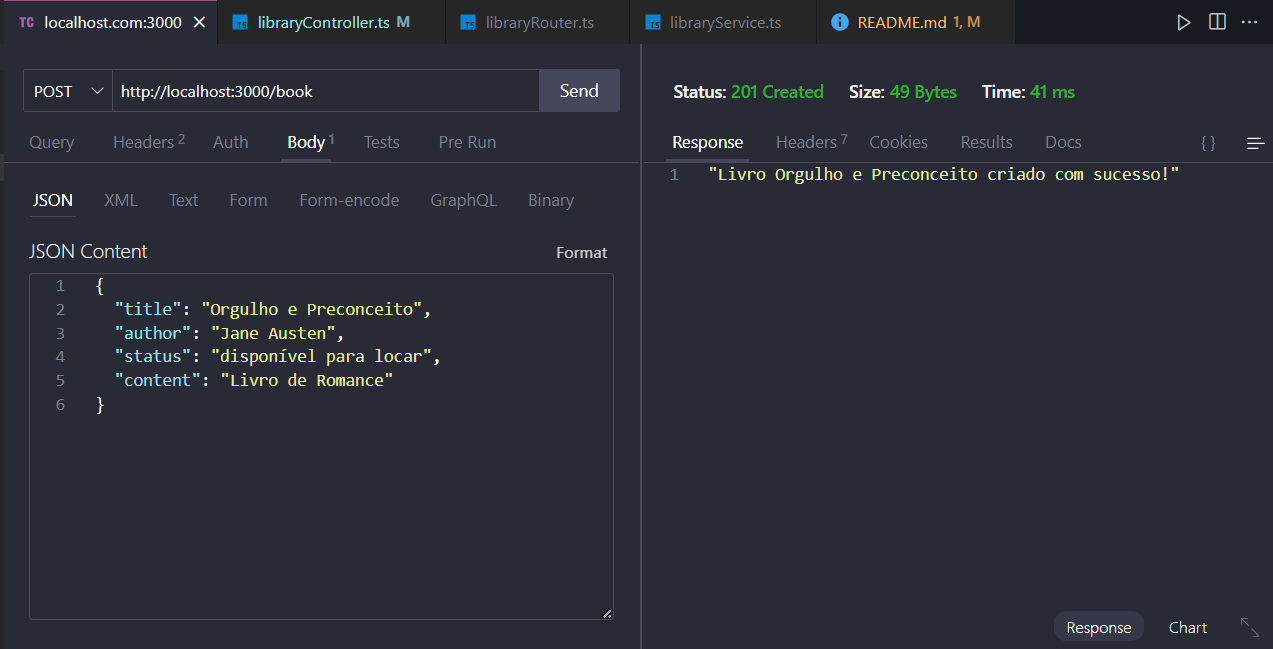 TC localhost.com:3000 × TS libraryController.ts M TS libraryRouter.ts TS libraryService.ts i README.md 1, M
POST http://localhost:3000/book Send
Query Headers 2 Auth Body 1 Tests Pre Run
JSON XML Text Form Form-encode GraphQL Binary
JSON Content Format
1 {
2 "title": "Orgulho e Preconceito",
3 "author": "Jane Austen",
4 "status": "disponível para locar",
5 "content": "Livro de Romance"
6 }
Status: 201 Created Size: 49 Bytes Time: 41 ms
Response Headers 7 Cookies Results Docs { }
1 "Livro Orgulho e Preconceito criado com sucesso!"
Response Chart